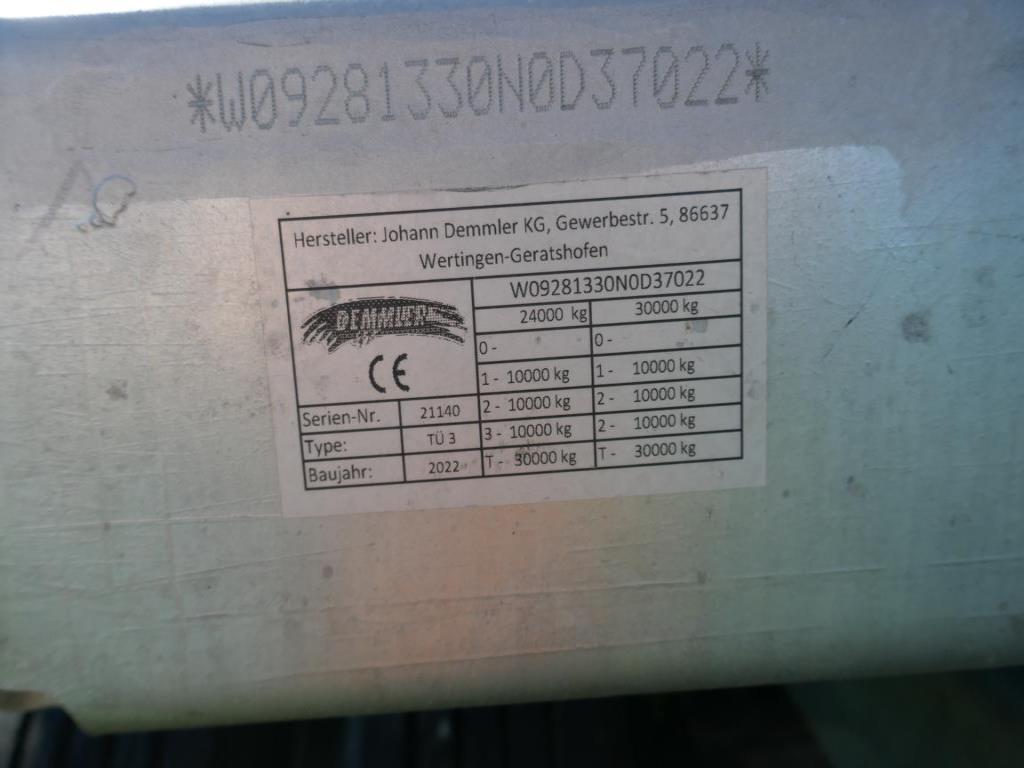 *W09281330N0D37022*
Hersteller: Johann Demmler KG, Gewerbestr. 5, 86637
Wertingen-Geratshofen
DEMMLER
CE
W09281330N0D37022
24000 kg 30000 kg
0 - 0 -
1 - 10000 kg 1 - 10000 kg
2 - 10000 kg 2 - 10000 kg
3 - 10000 kg 2 - 10000 kg
T - 30000 kg T - 30000 kg
Serien-Nr. 21140
Type: TÜ 3
Baujahr: 2022